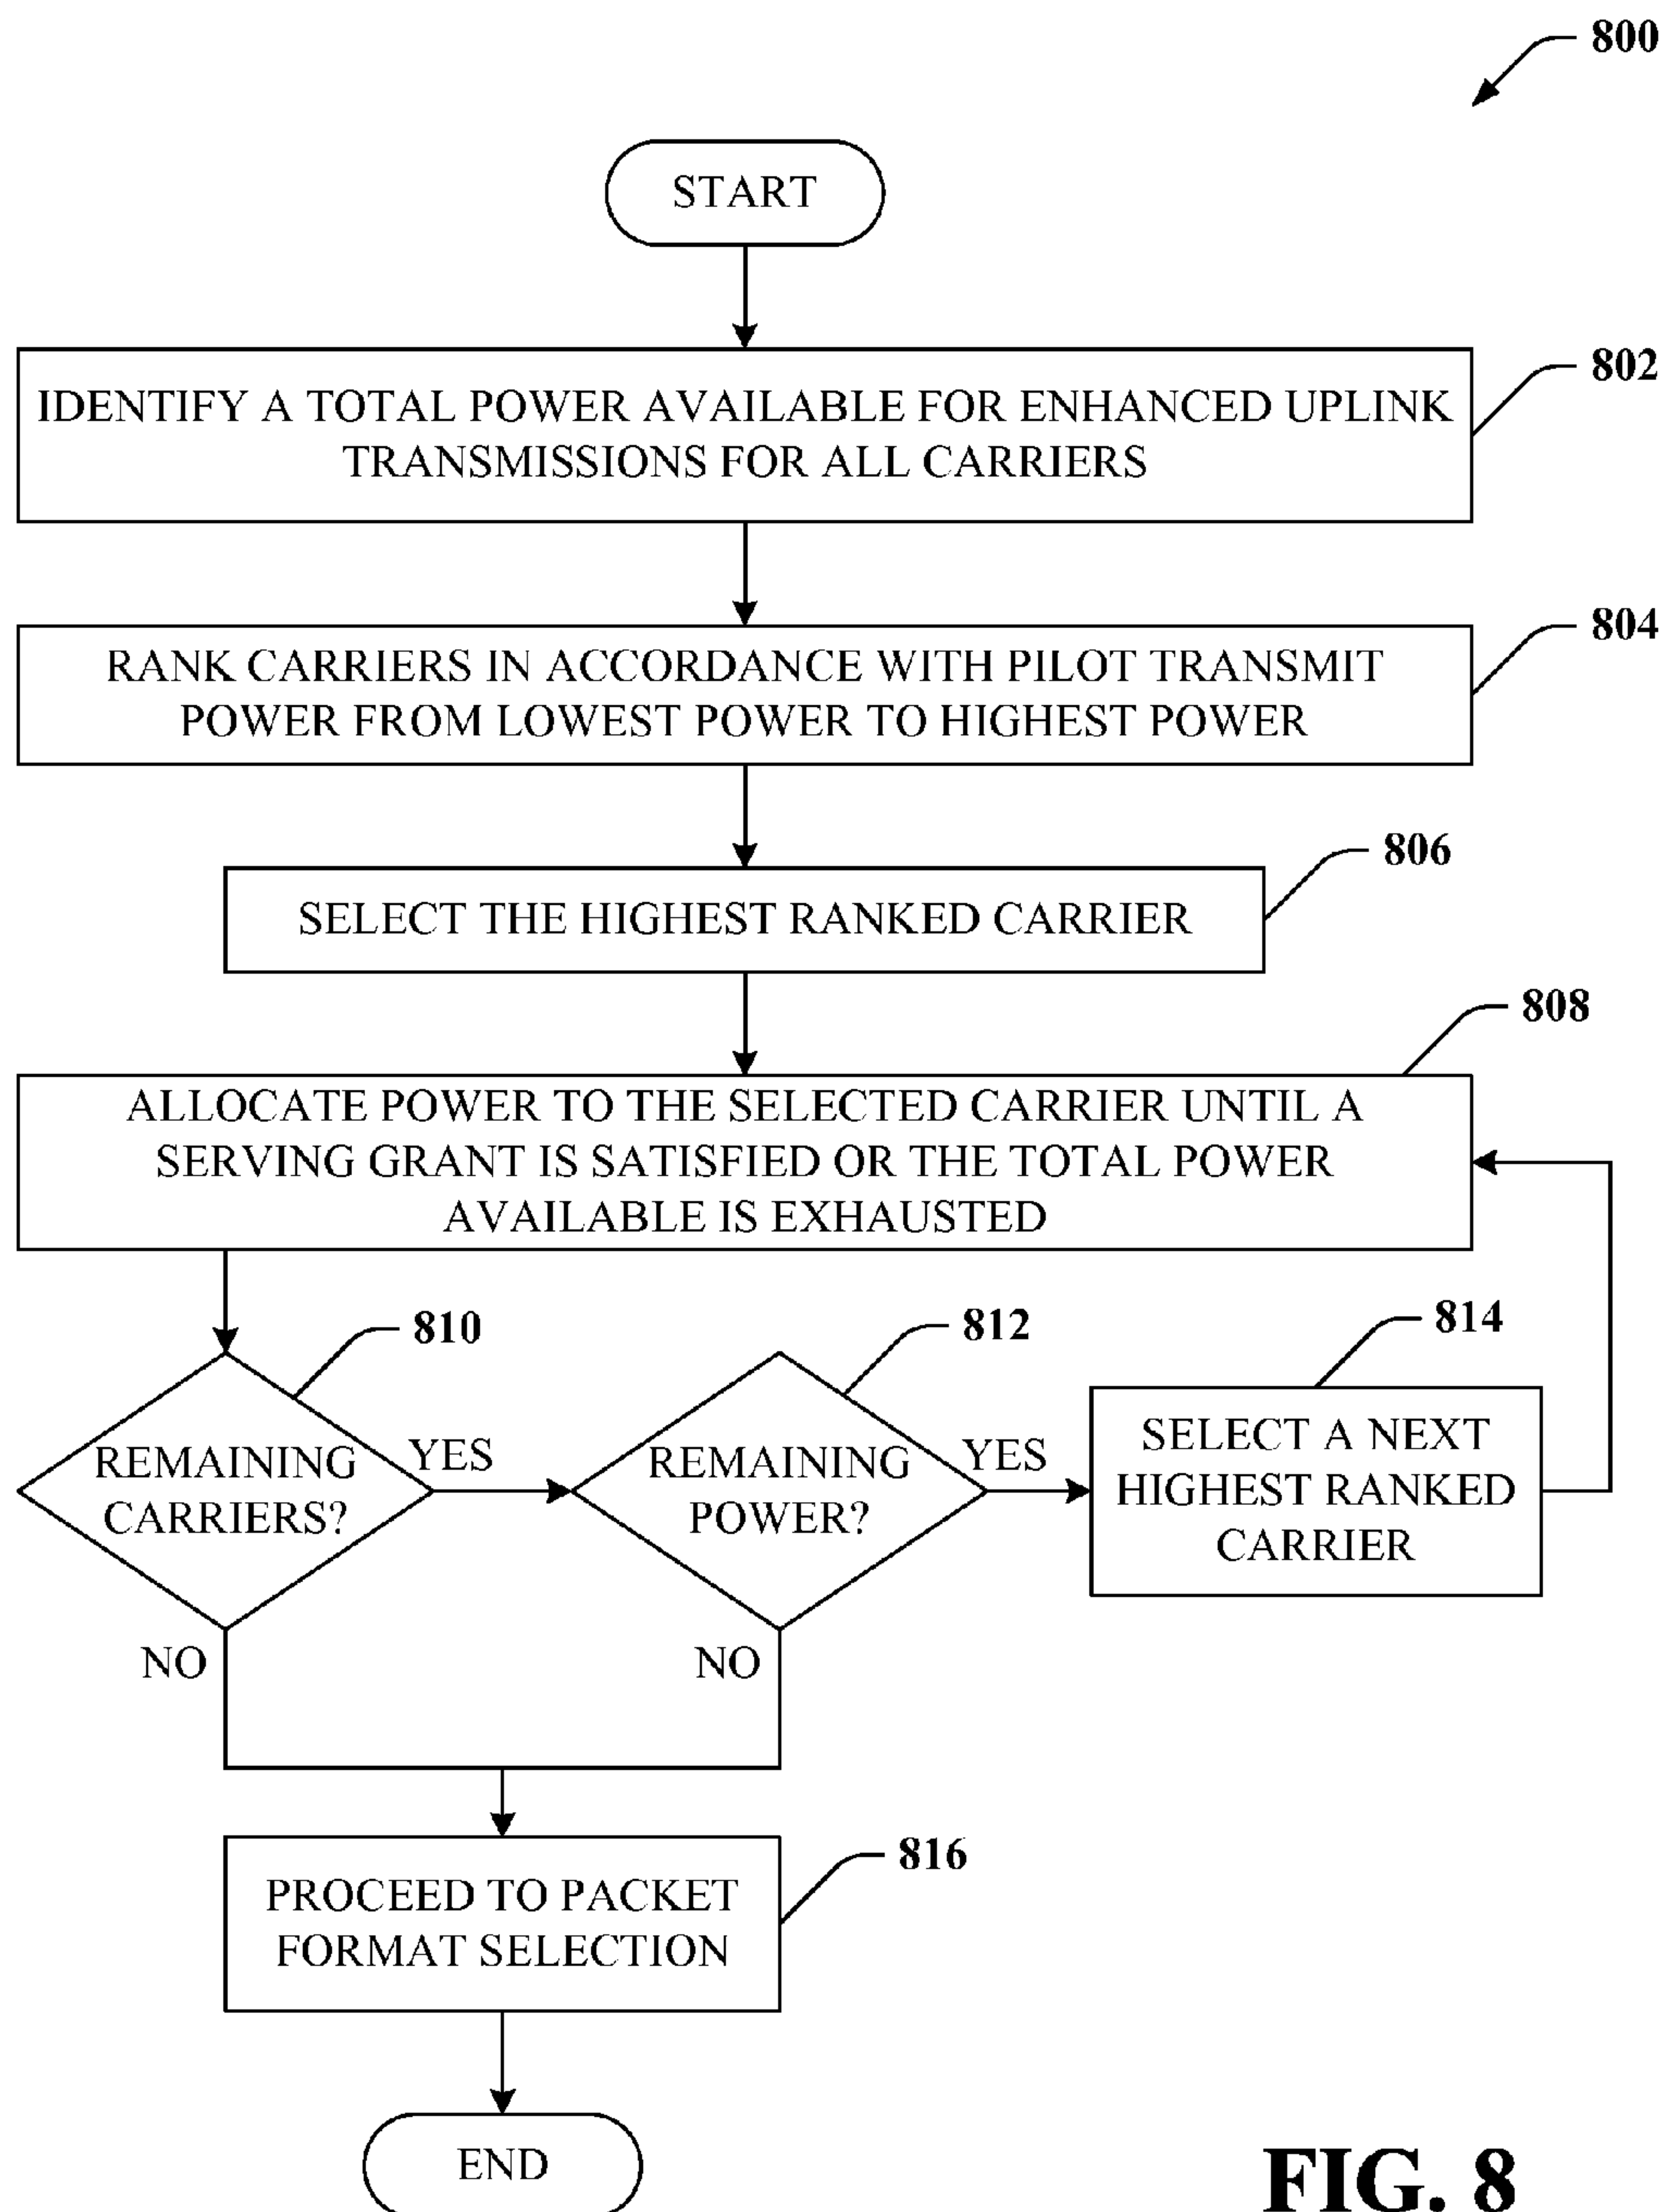 800
START
802
IDENTIFY A TOTAL POWER AVAILABLE FOR ENHANCED UPLINK
TRANSMISSIONS FOR ALL CARRIERS
804
RANK CARRIERS IN ACCORDANCE WITH PILOT TRANSMIT
POWER FROM LOWEST POWER TO HIGHEST POWER
806
SELECT THE HIGHEST RANKED CARRIER
808
ALLOCATE POWER TO THE SELECTED CARRIER UNTIL A
SERVING GRANT IS SATISFIED OR THE TOTAL POWER
AVAILABLE IS EXHAUSTED
810
REMAINING
CARRIERS?
YES
NO
812
REMAINING
POWER?
YES
NO
814
SELECT A NEXT
HIGHEST RANKED
CARRIER
816
PROCEED TO PACKET
FORMAT SELECTION
END
FIG. 8